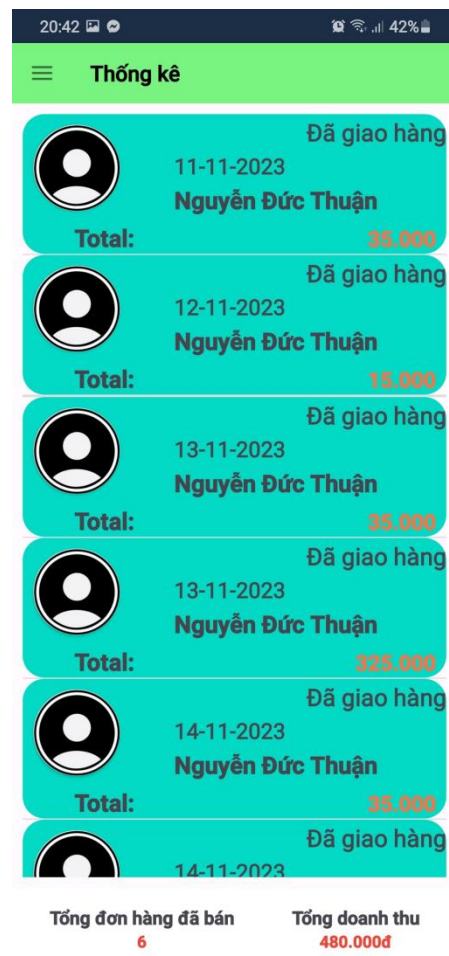 20:42 42%
Thống kê
Đã giao hàng
11-11-2023
Nguyễn Đức Thuận
Total: 35.000
Đã giao hàng
12-11-2023
Nguyễn Đức Thuận
Total: 15.000
Đã giao hàng
13-11-2023
Nguyễn Đức Thuận
Total: 35.000
Đã giao hàng
13-11-2023
Nguyễn Đức Thuận
Total: 325.000
Đã giao hàng
14-11-2023
Nguyễn Đức Thuận
Total: 35.000
Đã giao hàng
14-11-2023
Tổng đơn hàng đã bán Tổng doanh thu
6 480.000đ